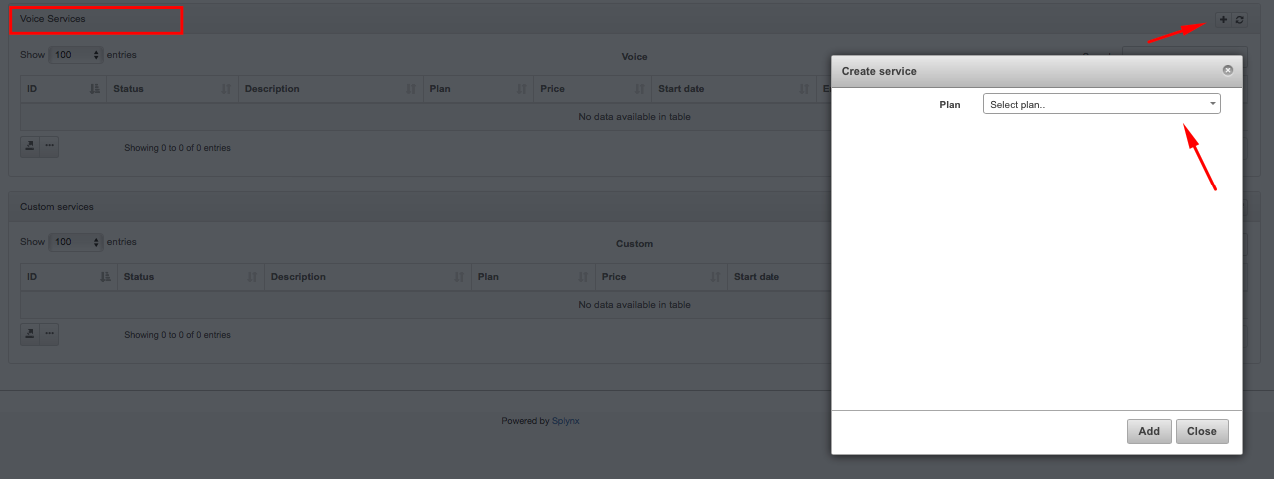 Voice Services
Show 100 entries
Voice
Create service
ID Status Description Plan Price Start date
No data available in table
Plan Select plan..
Showing 0 to 0 of 0 entries
Custom services
Show 100 entries
Custom
ID Status Description Plan Price Start date
No data available in table
Showing 0 to 0 of 0 entries
Powered by Splynx
Add Close